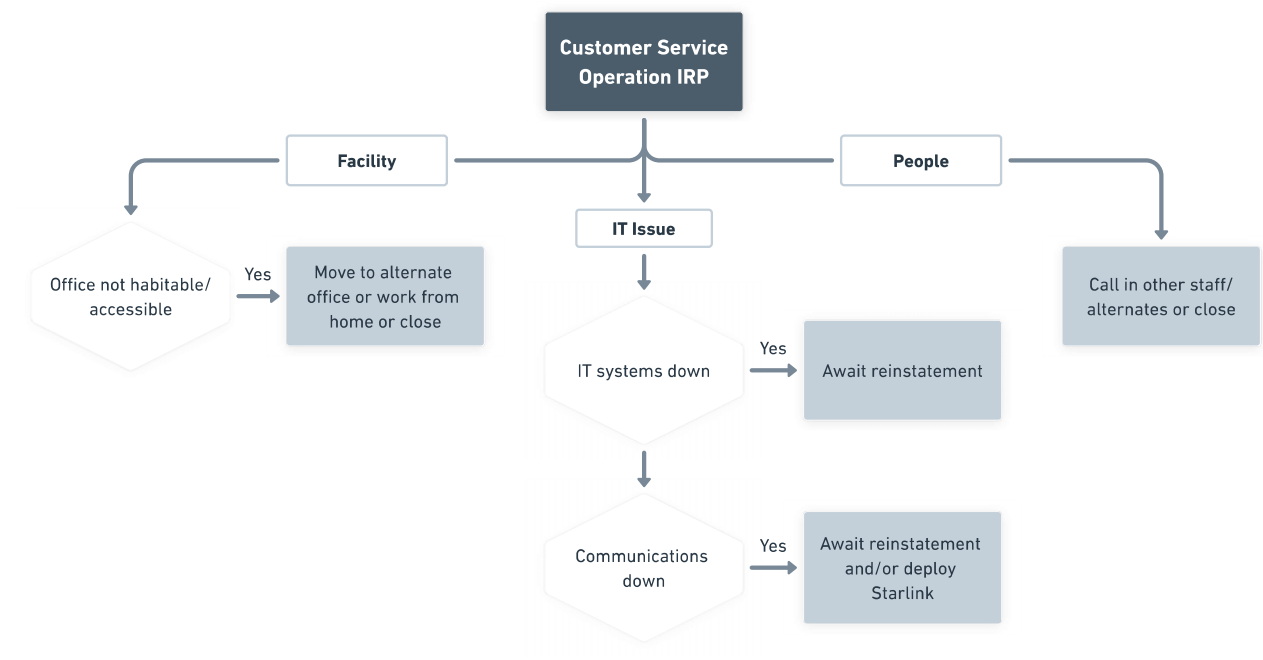 Customer Service
Operation IRP
Facility
People
IT Issue
Office not habitable/
accessible
Yes
Move to alternate
office or work from
home or close
Call in other staff/
alternates or close
IT systems down
Yes
Await reinstatement
Communications
down
Yes
Await reinstatement
and/or deploy
Starlink